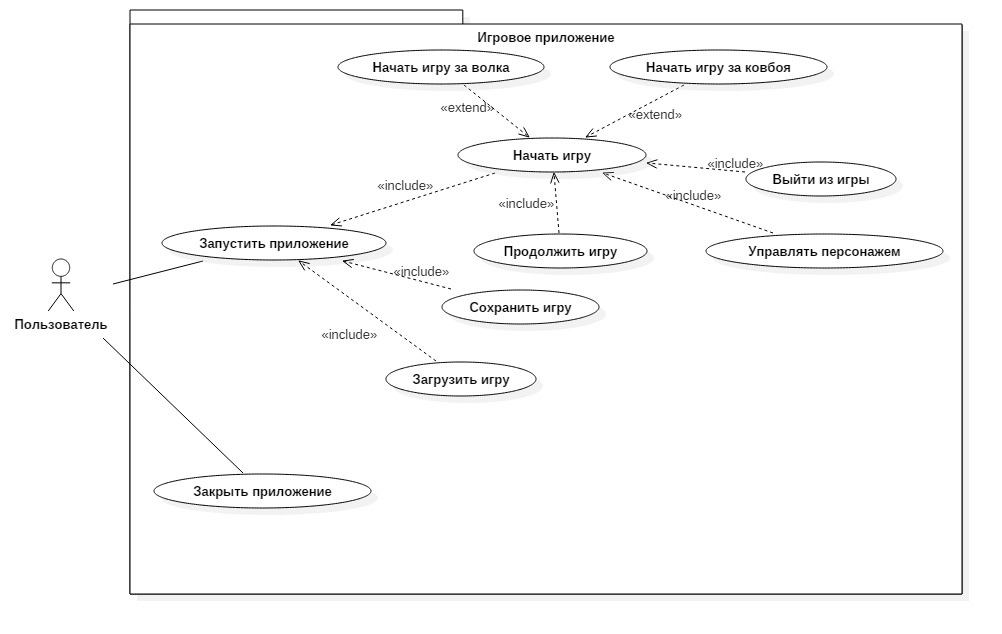 Игровое приложение
Начать игру за волка
Начать игру за ковбоя
«extend»
«extend»
Начать игру
«include»
Выйти из игры
«include»
«include»
«include»
Запустить приложение
Продолжить игру
Управлять персонажем
«include»
Сохранить игру
Пользователь
«include»
Загрузить игру
Закрыть приложение